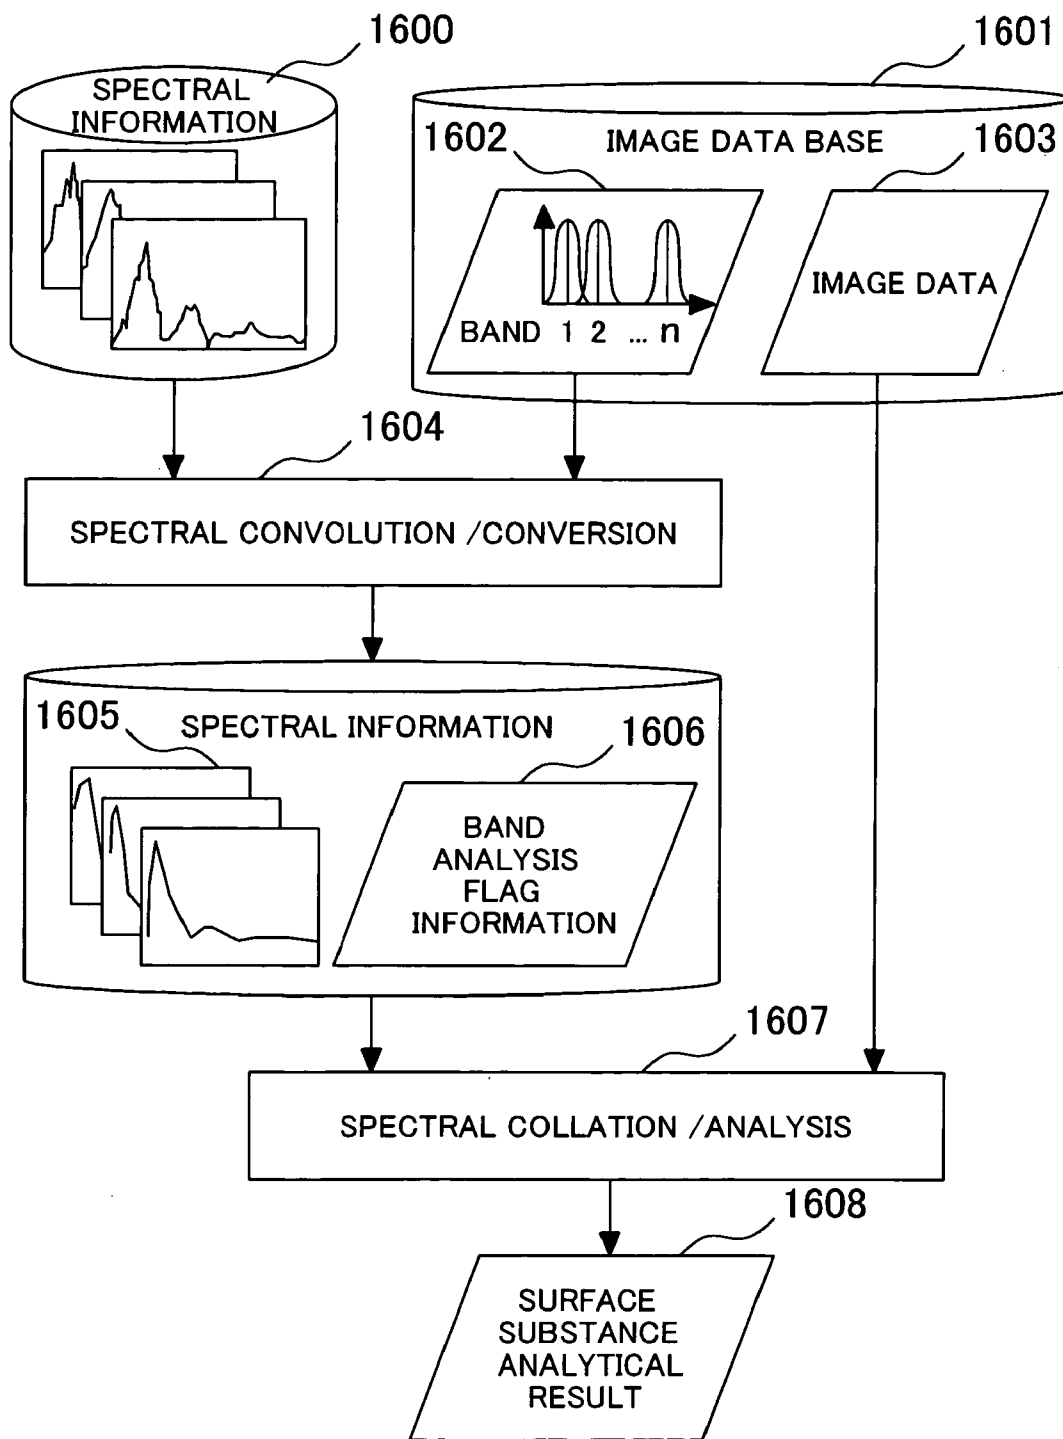 1600
1601
SPECTRAL
INFORMATION
1602
IMAGE DATA BASE
1603
IMAGE DATA
BAND 1 2 ... n
1604
SPECTRAL CONVOLUTION /CONVERSION
1605
SPECTRAL INFORMATION
1606
BAND
ANALYSIS
FLAG
INFORMATION
1607
SPECTRAL COLLATION /ANALYSIS
1608
SURFACE
SUBSTANCE
ANALYTICAL
RESULT